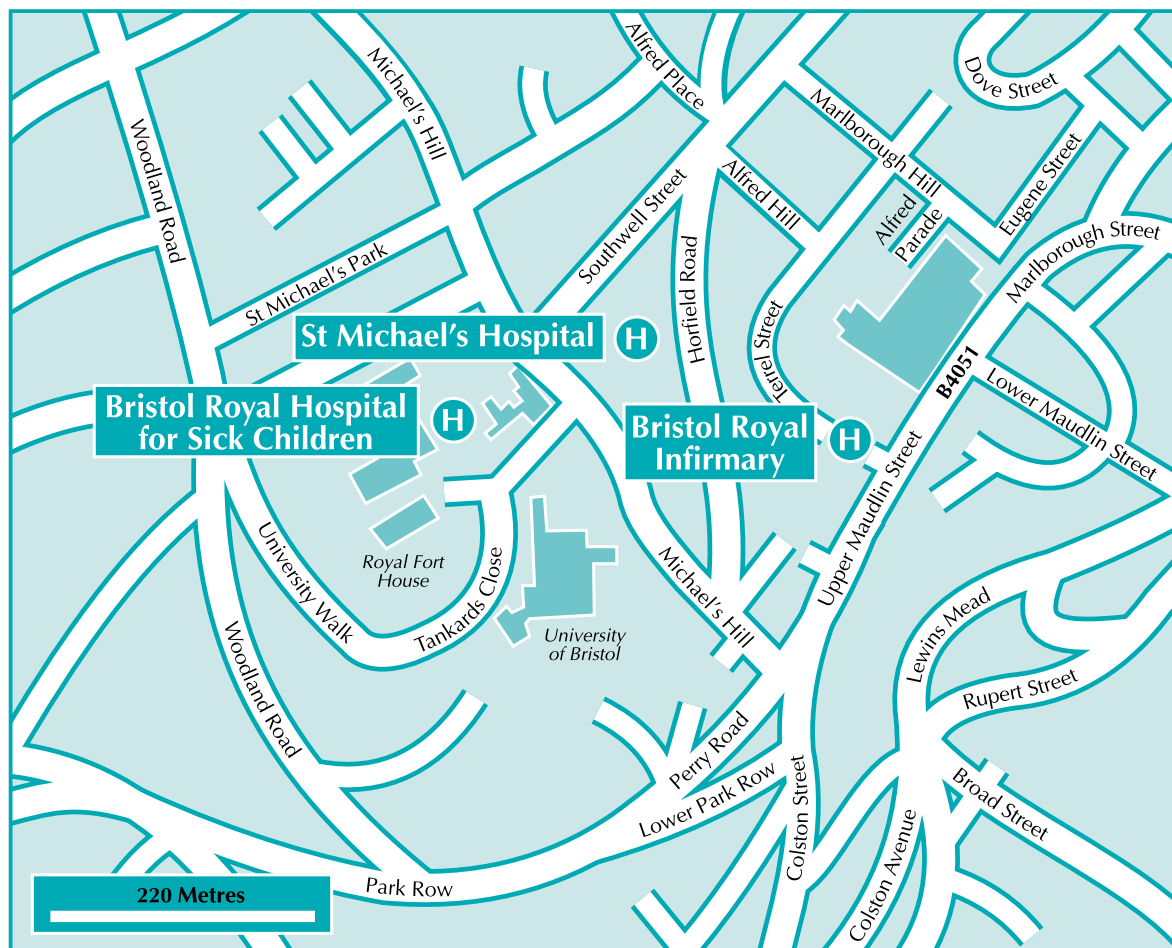 Alfred Place
Michael's Hill
Dove Street
Marlborough Hill
Woodland Road
Eugene Street
Alfred Hill
Southwell Street
Alfred
Parade
Marlborough Street
St Michael's Park
Horfield Road
Terrel Street
St Michael's Hospital
H
B4051
Lower Maudlin Street
Bristol Royal Hospital
for Sick Children
H
Bristol Royal
Infirmary
H
Upper Maudlin Street
University Walk
Royal Fort
House
Tankards Close
Michael's Hill
University
of Bristol
Lewins Mead
Rupert Street
Woodland Road
Perry Road
Lower Park Row
Colston Street
Broad Street
Colston Avenue
Park Row
220 Metres